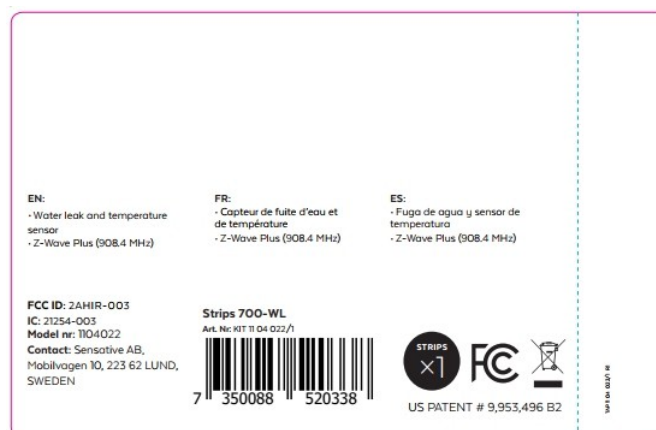 EN:
· Water leak and temperature
sensor
· Z-Wave Plus (908.4 MHz)
FR:
· Capteur de fuite d'eau et
de température
· Z-Wave Plus (908.4 MHz)
ES:
· Fuga de agua y sensor de
temperatura
· Z-Wave Plus (908.4 MHz)
FCC ID: 2AHIR-003
IC: 21254-003
Model nr: 1104022
Contact: Sensative AB,
Mobilvagen 10, 223 62 LUND,
SWEDEN
Strips 700-WL
Art. Nr: KIT 11 04 022/1
7 350088 520338
STRIPS
x1
FC
US PATENT # 9,953,496 B2